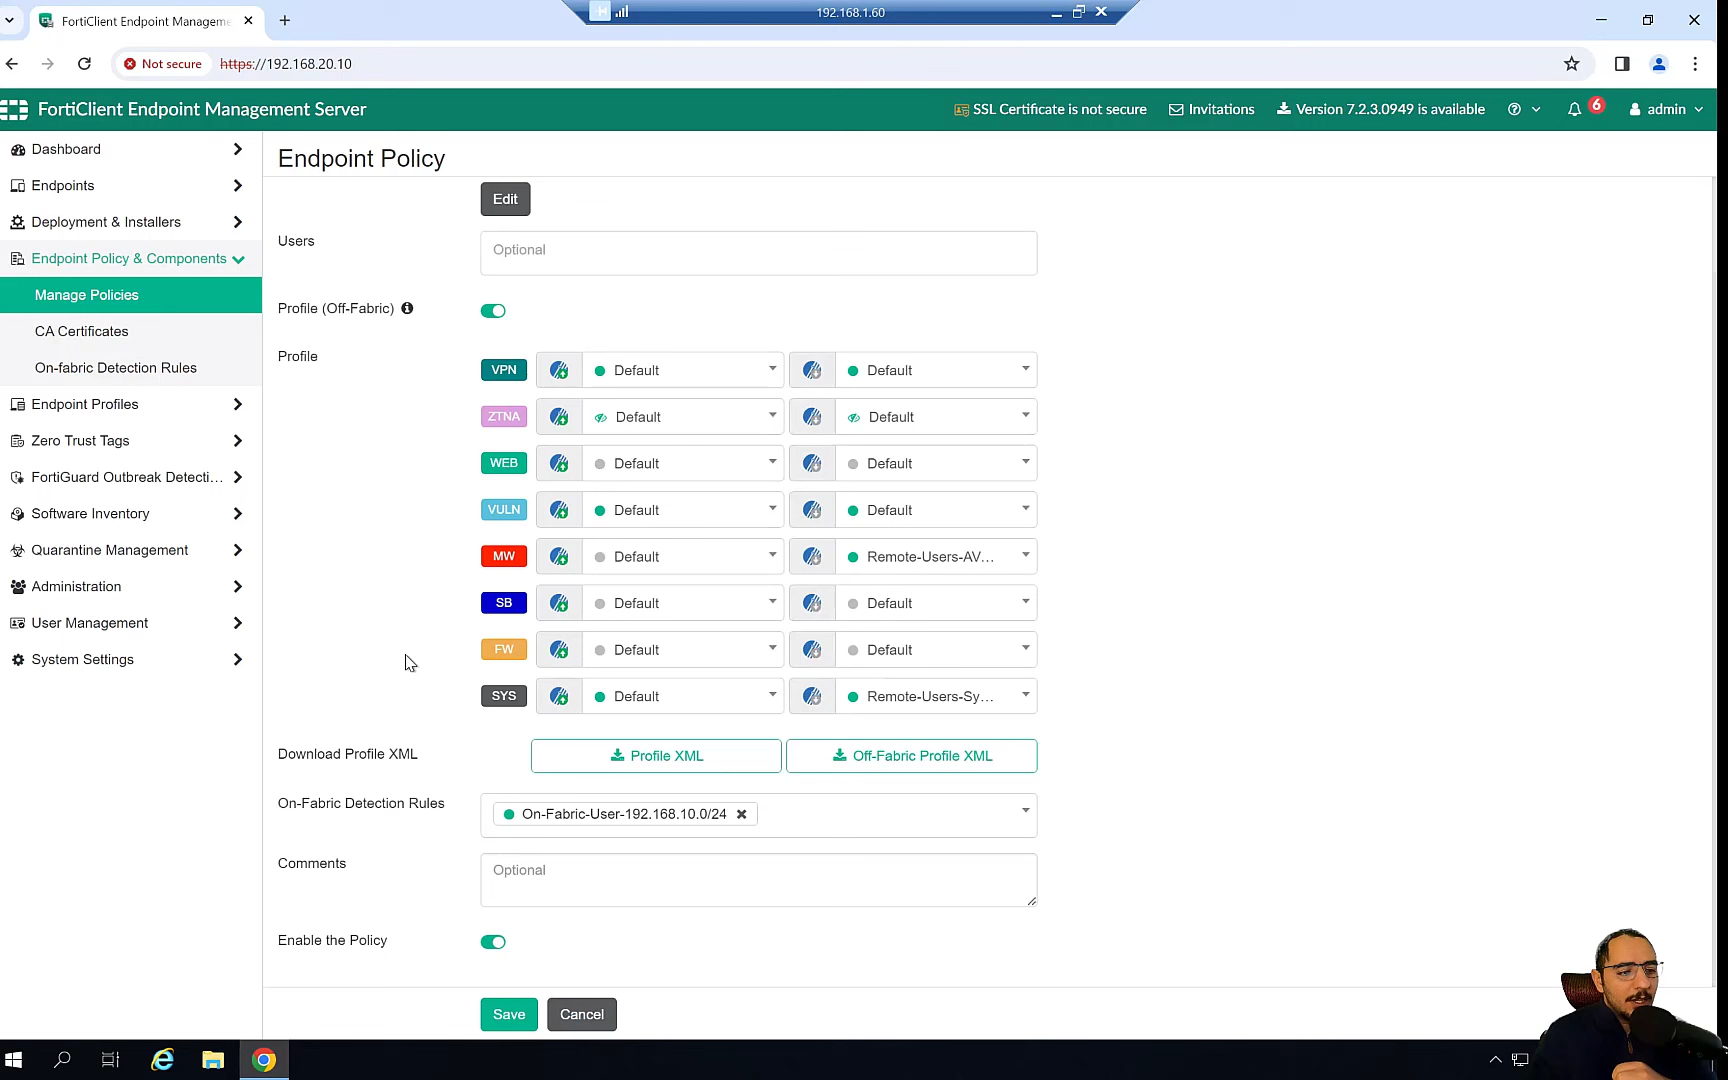 FortiClient Endpoint Manageme
192.168.1.60
Not secure https://192.168.20.10
FortiClient Endpoint Management Server
SSL Certificate is not secure Invitations Version 7.2.3.0949 is available 6 admin
Dashboard
Endpoints
Deployment & Installers
Endpoint Policy & Components
Manage Policies
CA Certificates
On-fabric Detection Rules
Endpoint Profiles
Zero Trust Tags
FortiGuard Outbreak Detecti...
Software Inventory
Quarantine Management
Administration
User Management
System Settings
Endpoint Policy
Edit
Users Optional
Profile (Off-Fabric)
Profile
VPN Default Default
ZTNA Default Default
WEB Default Default
VULN Default Default
MW Default Remote-Users-AV...
SB Default Default
FW Default Default
SYS Default Remote-Users-Sy...
Download Profile XML Profile XML Off-Fabric Profile XML
On-Fabric Detection Rules On-Fabric-User-192.168.10.0/24
Comments Optional
Enable the Policy
Save Cancel